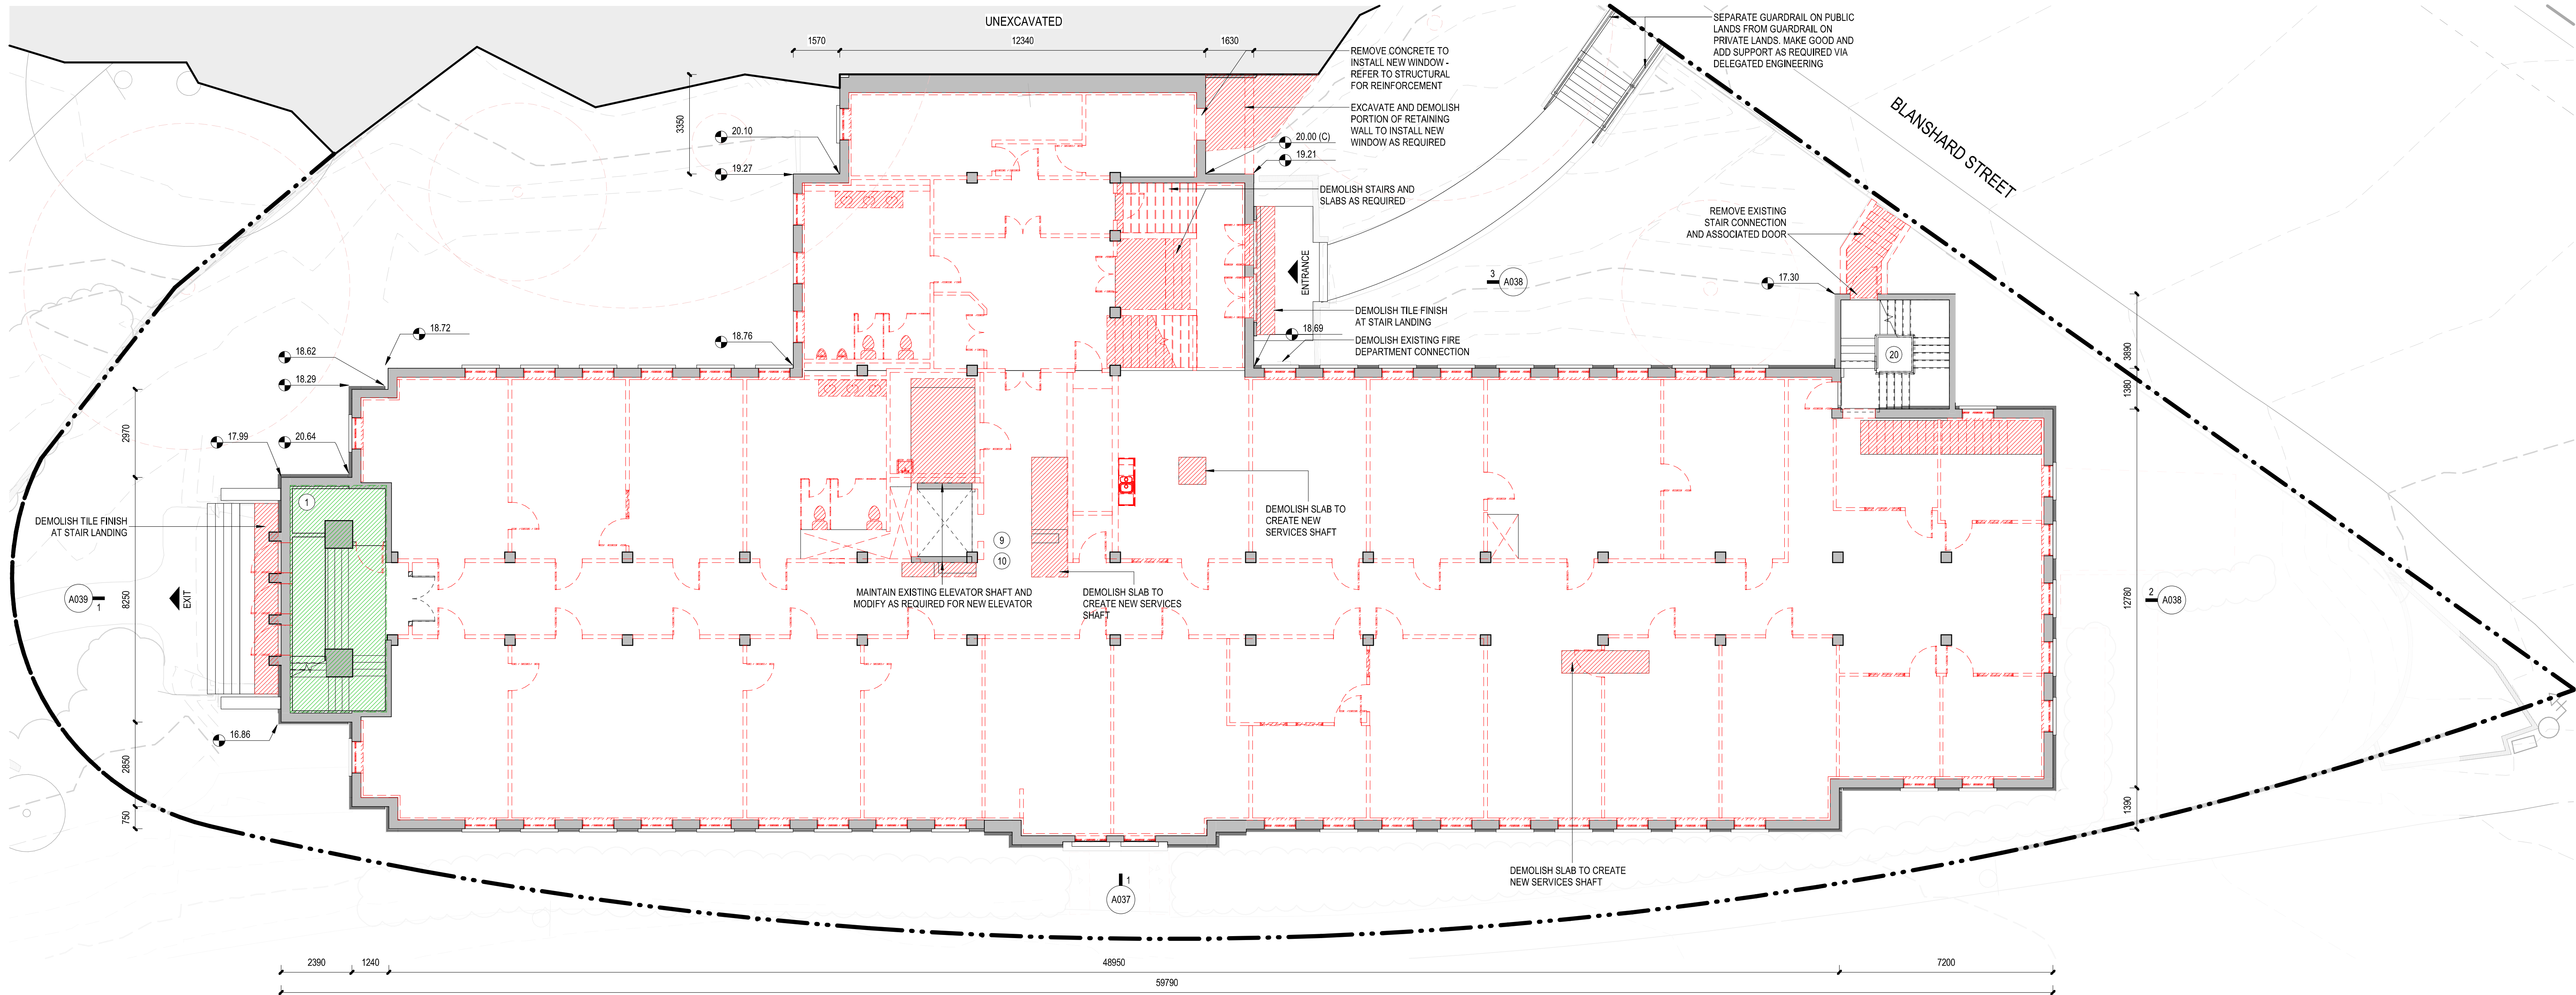 UNEXCAVATED
1570
12340
1630
3350
SEPARATE GUARDRAIL ON PUBLIC
LANDS FROM GUARDRAIL ON
PRIVATE LANDS. MAKE GOOD AND
ADD SUPPORT AS REQUIRED VIA
DELEGATED ENGINEERING
REMOVE CONCRETE TO
INSTALL NEW WINDOW -
REFER TO STRUCTURAL
FOR REINFORCEMENT
EXCAVATE AND DEMOLISH
PORTION OF RETAINING
WALL TO INSTALL NEW
WINDOW AS REQUIRED
BLANSHARD STREET
20.10
19.27
20.00 (C)
19.21
DEMOLISH STAIRS AND
SLABS AS REQUIRED
REMOVE EXISTING
STAIR CONNECTION
AND ASSOCIATED DOOR
ENTRANCE
3
A038
17.30
DEMOLISH TILE FINISH
AT STAIR LANDING
18.69
DEMOLISH EXISTING FIRE
DEPARTMENT CONNECTION
18.72
18.76
18.62
18.29
20
3890
1380
2970
17.99
20.64
1
DEMOLISH TILE FINISH
AT STAIR LANDING
DEMOLISH SLAB TO
CREATE NEW
SERVICES SHAFT
9
10
A039
1
EXIT
8250
MAINTAIN EXISTING ELEVATOR SHAFT AND
MODIFY AS REQUIRED FOR NEW ELEVATOR
DEMOLISH SLAB TO
CREATE NEW SERVICES
SHAFT
12780
2
A038
16.86
2850
750
1390
DEMOLISH SLAB TO CREATE
NEW SERVICES SHAFT
1
A037
2390
1240
48950
7200
59790